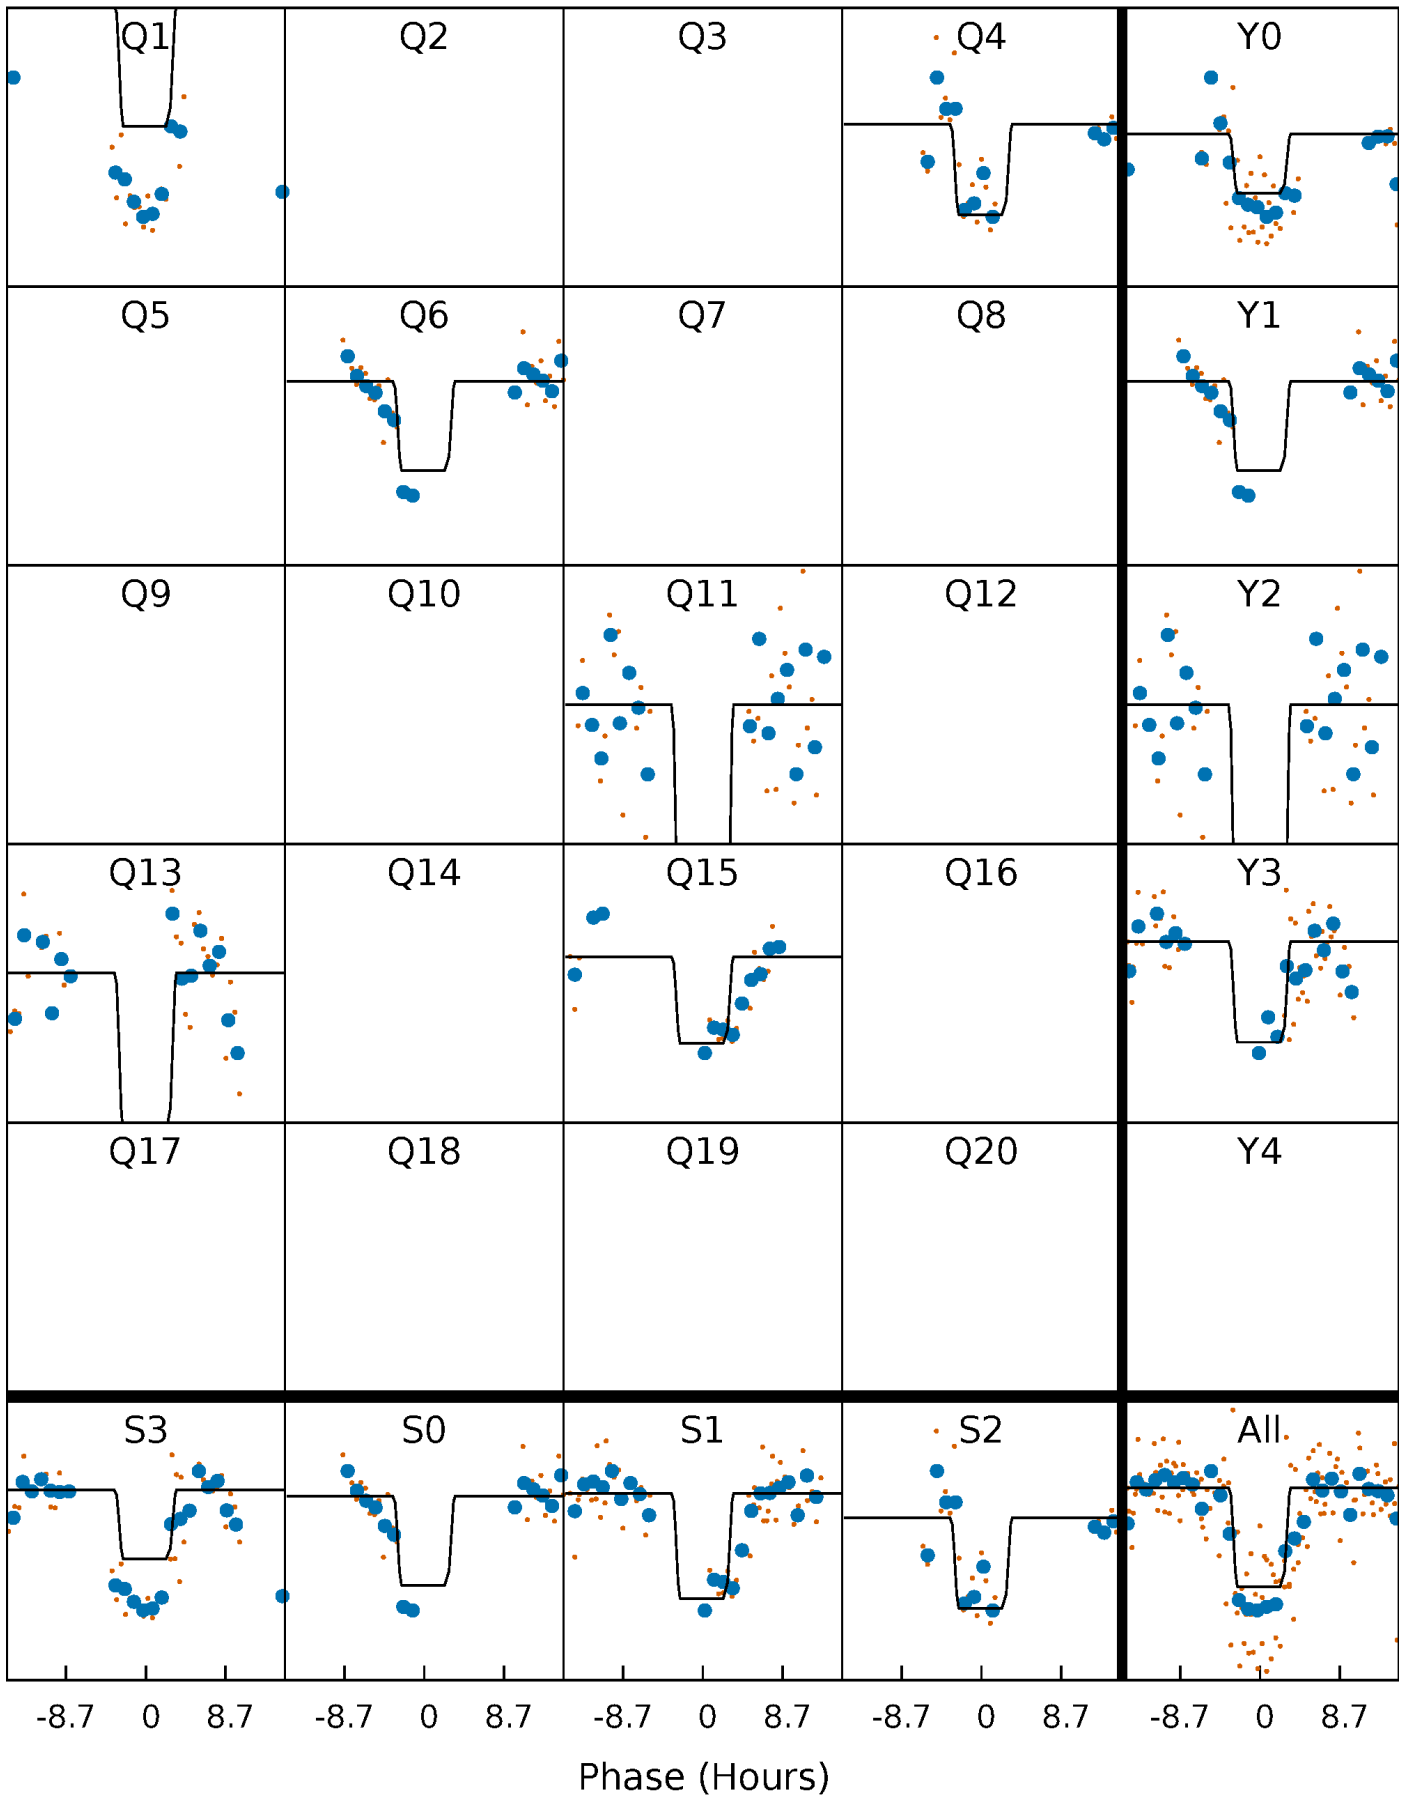 Q1 Q2 Q3 Q4 Y0
Q5 Q6 Q7 Q8 Y1
Q9 Q10 Q11 Q12 Y2
Q13 Q14 Q15 Q16 Y3
Q17 Q18 Q19 Q20 Y4
S3 S0 S1 S2 All
-8.7 0 8.7 -8.7 0 8.7 -8.7 0 8.7 -8.7 0 8.7 -8.7 0 8.7
Phase (Hours)